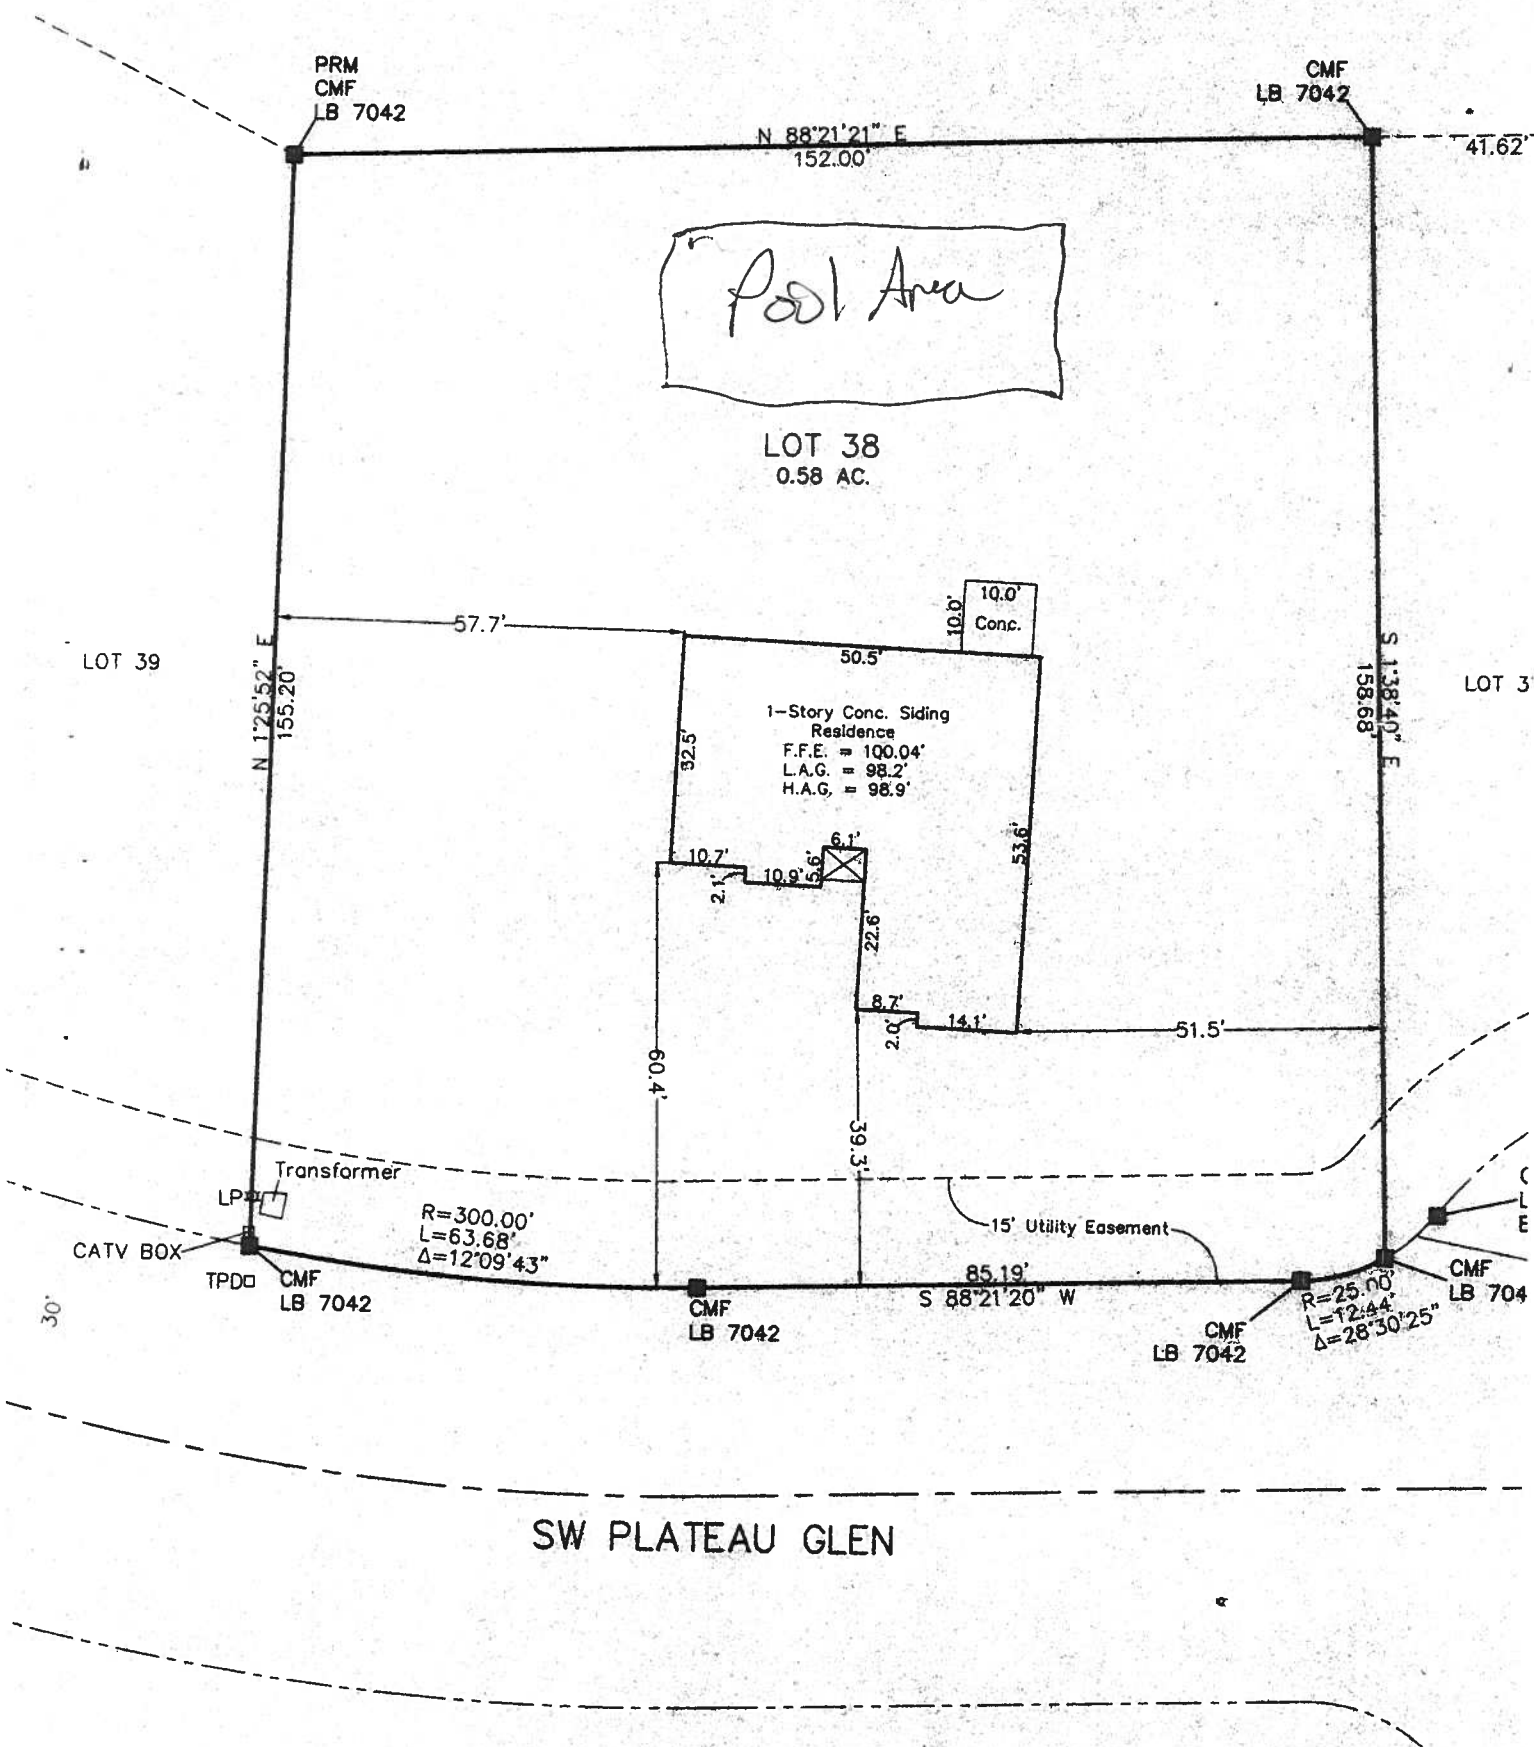 PRM
CMF
LB 7042
CMF
LB 7042
N 88°21'21" E
152.00'
41.62'
Pool Area
LOT 38
0.58 AC.
10.0'
10.0'
Conc.
57.7'
50.5'
LOT 39
N 1°25'52" E
155.20'
S 1°38'40" E
158.68'
LOT 3
1-Story Conc. Siding
Residence
F.F.E. = 100.04'
L.A.G. = 98.2'
H.A.G. = 98.9'
32.5'
53.6'
6.1'
10.7'
5.6'
10.9'
2.1'
22.6'
8.7'
14.1'
2.0'
51.5'
60.4'
39.3'
Transformer
LP
R=300.00'
L=63.68'
Δ=12°09'43"
15' Utility Easement
CATV BOX
TPD
CMF
LB 7042
85.19'
S 88°21'20" W
CMF
LB 7042
CMF
LB 7042
R=25.00'
L=12.44'
Δ=28°30'25"
CMF
LB 704
30'
SW PLATEAU GLEN